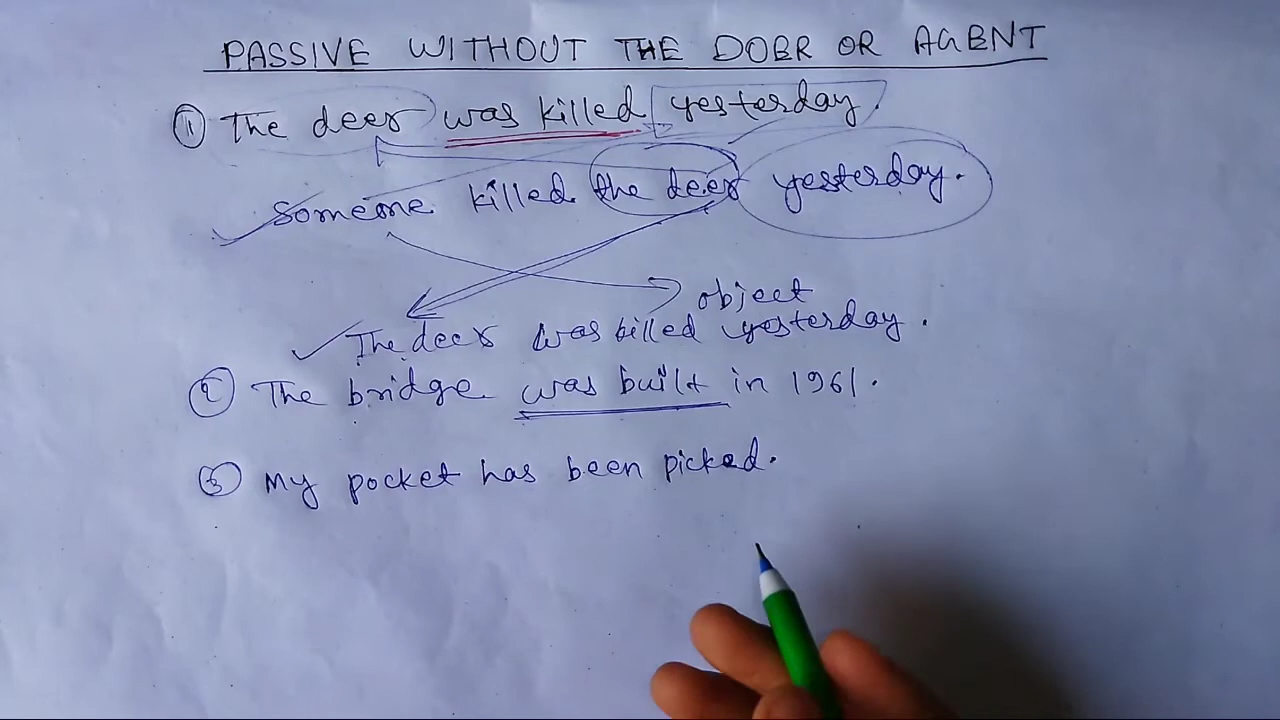 PASSIVE WITHOUT THE DOER OR AGENT
① The deer was killed yesterday.
Someone killed the deer yesterday.
object
The deer was killed yesterday.
② The bridge was built in 1961.
③ My pocket has been picked.